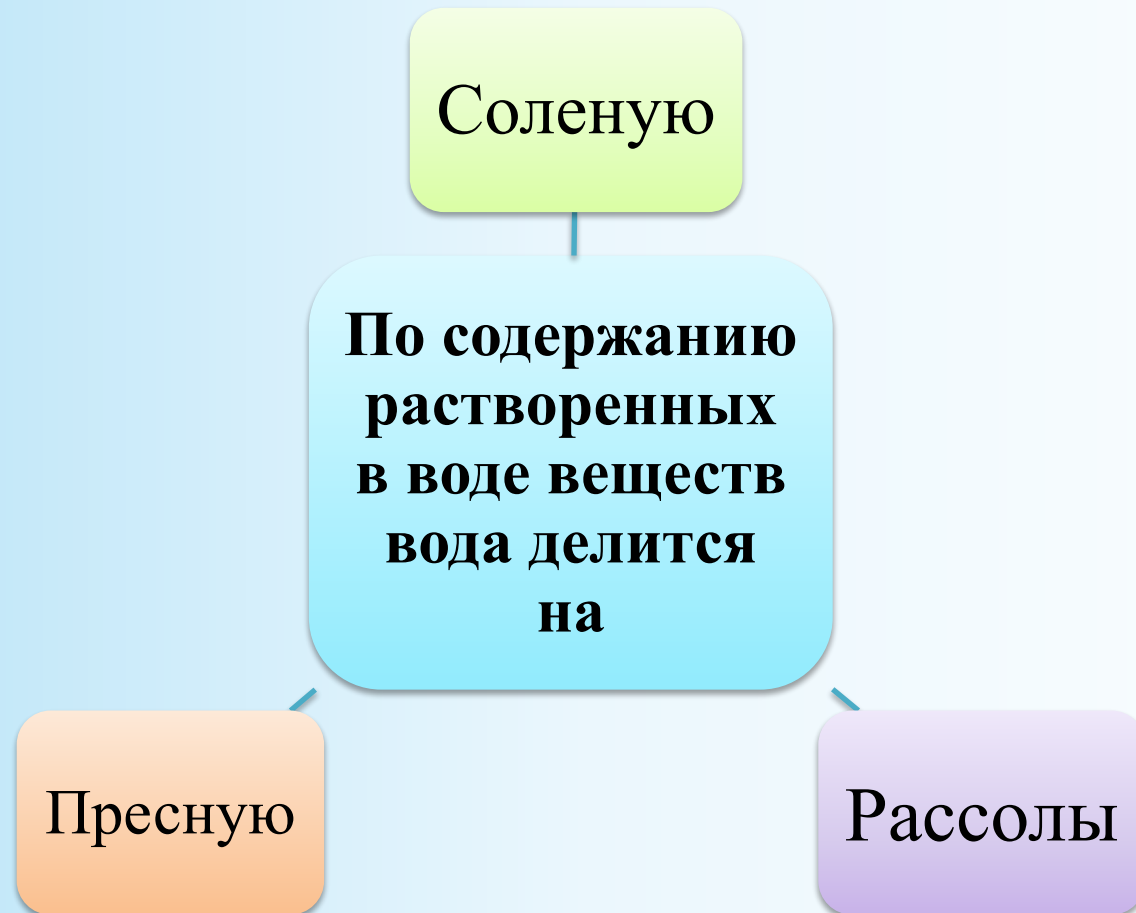 Соленую
По содержанию
растворенных
в воде веществ
вода делится
на
Пресную
Рассолы